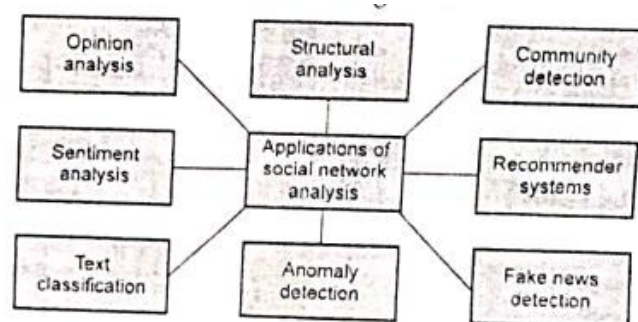 Opinion
analysis
Structural
analysis
Community
detection
Sentiment
analysis
Applications of
social network
analysis
Recommender
systems
Text
classification
Anomaly
detection
Fake news
detection